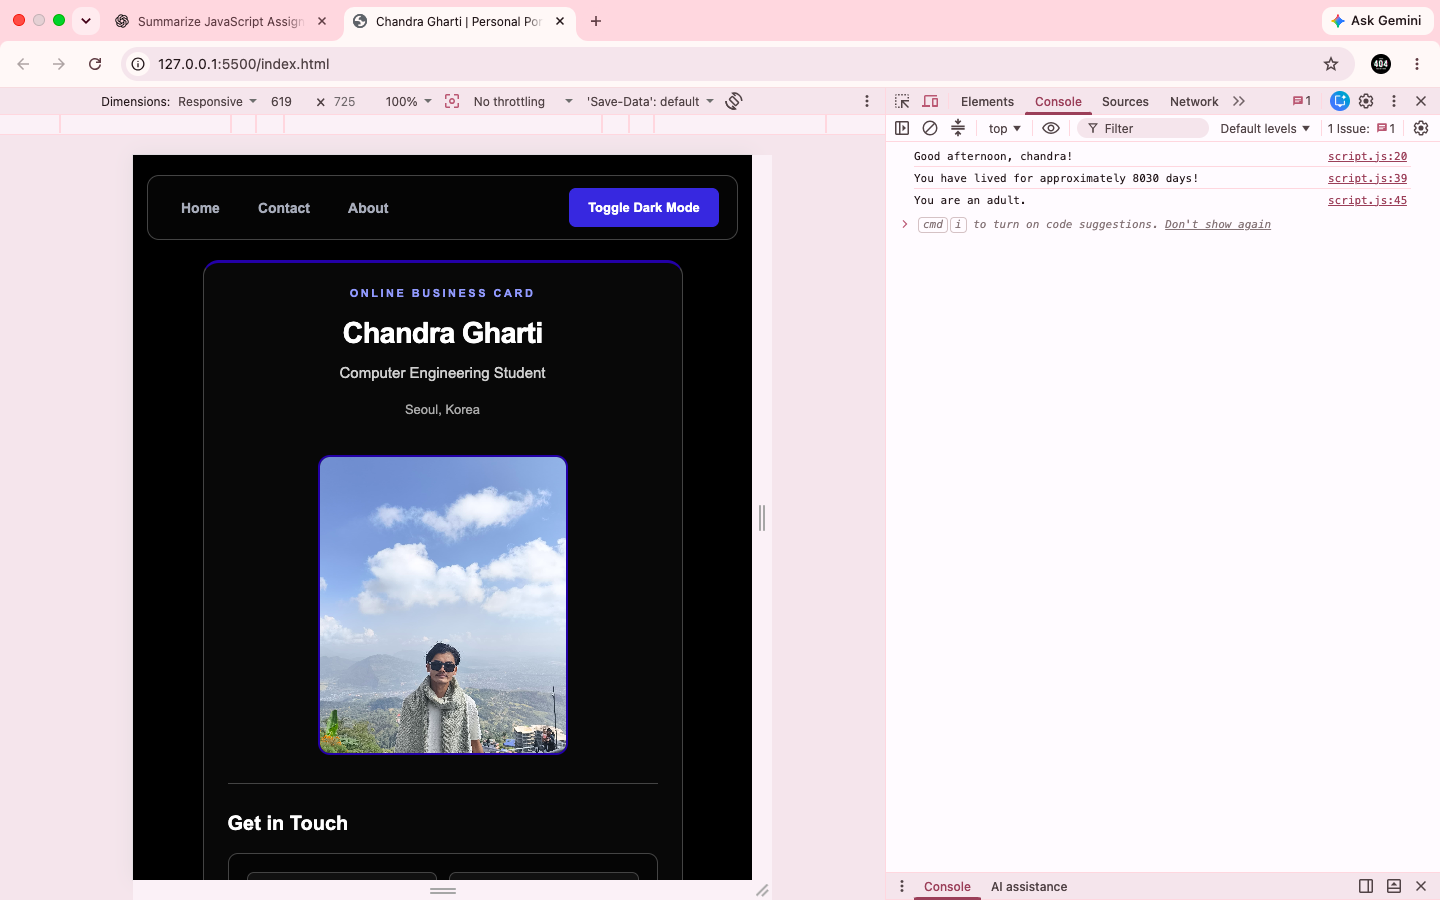 Summarize JavaScript Assign
Chandra Gharti | Personal Por
Ask Gemini
127.0.0.1:5500/index.html
404
Dimensions: Responsive 619 × 725 100% No throttling 'Save-Data': default
Elements Console Sources Network 1
top Filter Default levels 1 Issue: 1
Good afternoon, chandra! script.js:20
You have lived for approximately 8030 days! script.js:39
You are an adult. script.js:45
cmd i to turn on code suggestions. Don't show again
Home Contact About Toggle Dark Mode
ONLINE BUSINESS CARD
Chandra Gharti
Computer Engineering Student
Seoul, Korea
Get in Touch
Console AI assistance